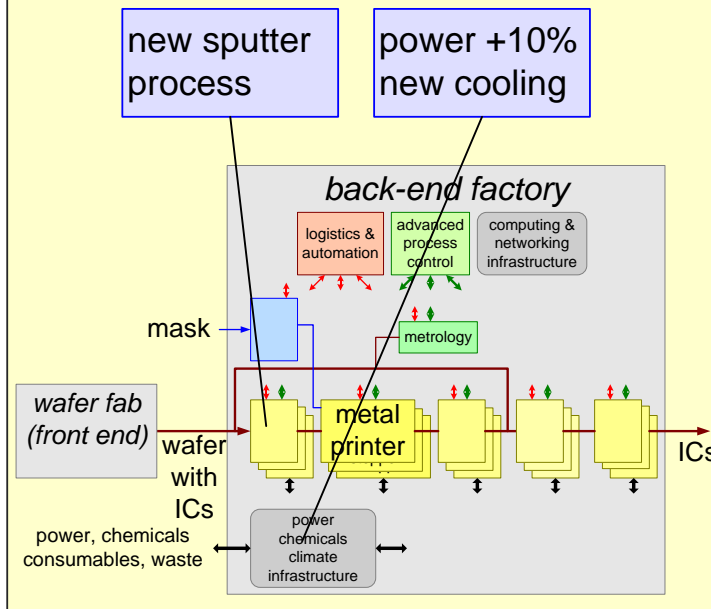 new sputter
process
power +10%
new cooling
back-end factory
logistics &
automation
advanced
process
control
computing &
networking
infrastructure
mask
metrology
wafer fab
(front end)
metal
printer
wafer
with
ICs
ICs
power, chemicals
consumables, waste
power
chemicals
climate
infrastructure